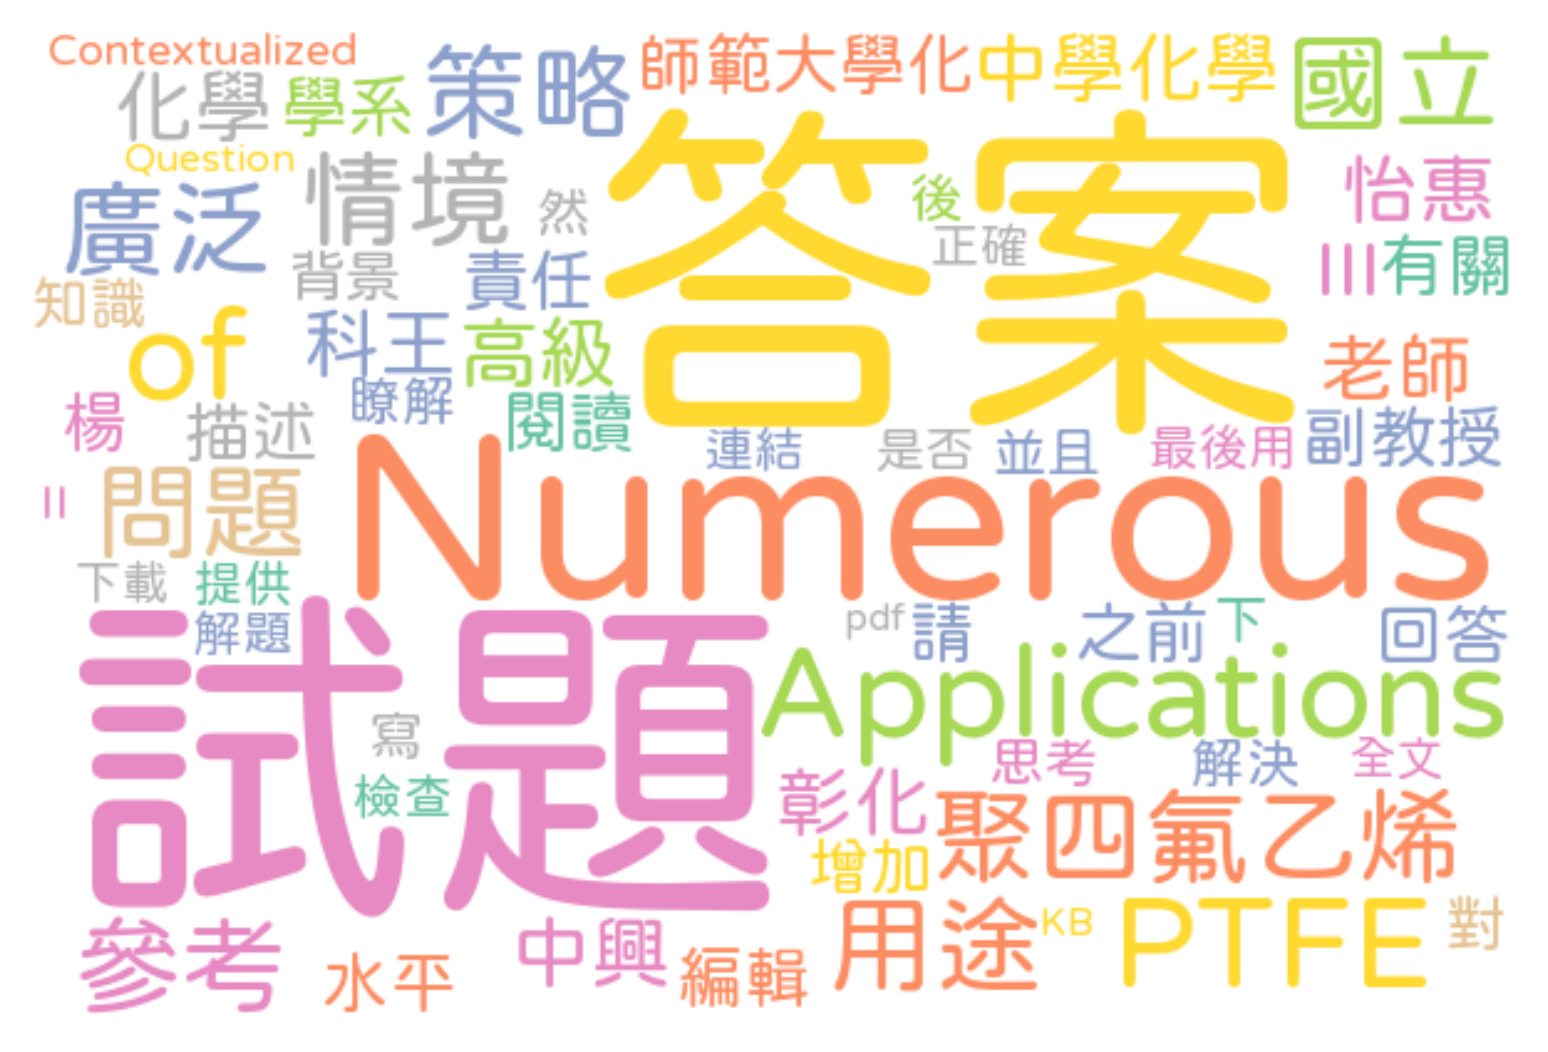 Contextualized
策略
師範大學化
中學化學
國立
化學
學系
答案
Question
情境
怡惠
廣泛
然
後
正確
背景
責任
III
有關
知識
of
科王
高級
老師
瞭解
楊
描述
閱讀
連結
是否
並且
最後用
副教授
Numerous
II
問題
下載
提供
試題
解題
pdf
請
之前
下
回答
Applications
寫
思考
解決
全文
檢查
彰化
聚四氟乙烯
增加
參考
中興
水平
編輯
用途
KB
PTFE
對